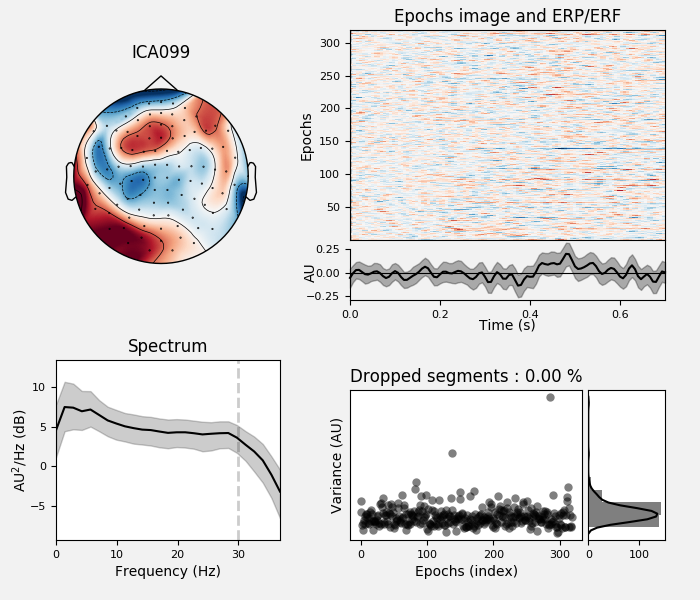 ICA099
Epochs image and ERP/ERF
Epochs
300
250
200
150
100
50
AU
0.25
0.00
−0.25
0.0
0.2
0.4
0.6
Time (s)
Spectrum
AU²/Hz (dB)
10
5
0
−5
0
10
20
30
Frequency (Hz)
Dropped segments : 0.00 %
Variance (AU)
0
100
200
300
Epochs (index)
0
100